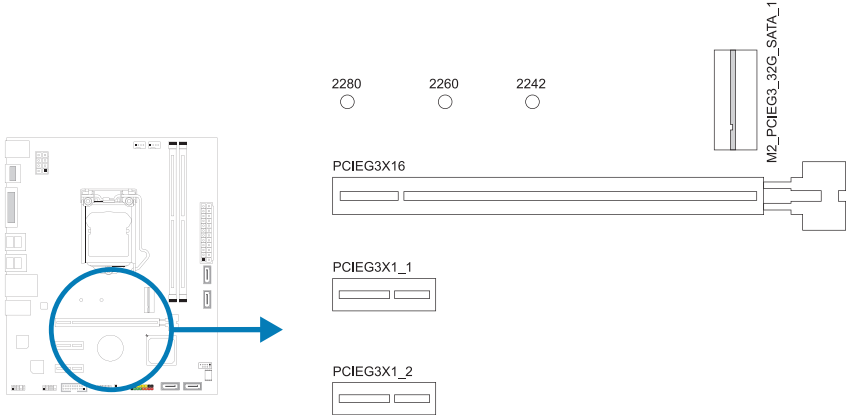 2280
2260
2242
M2_PCIEG3_32G_SATA_1
PCIEG3X16
PCIEG3X1_1
PCIEG3X1_2